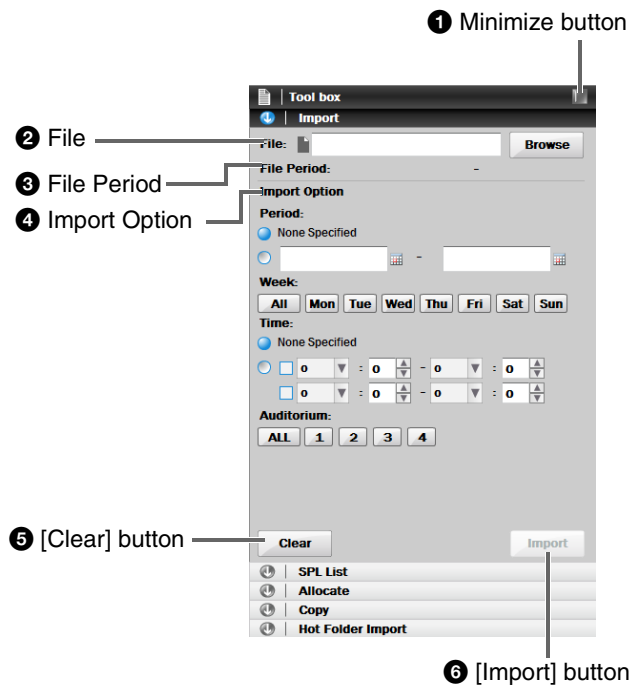 ❶ Minimize button
Tool box
Import
❷ File
File:
Browse
❸ File Period
File Period: -
❹ Import Option
Import Option
Period:
None Specified
-
Week:
All Mon Tue Wed Thu Fri Sat Sun
Time:
None Specified
0 : 0 - 0 : 0
0 : 0 - 0 : 0
Auditorium:
ALL 1 2 3 4
❺ [Clear] button
Clear Import
SPL List
Allocate
Copy
Hot Folder Import
❻ [Import] button